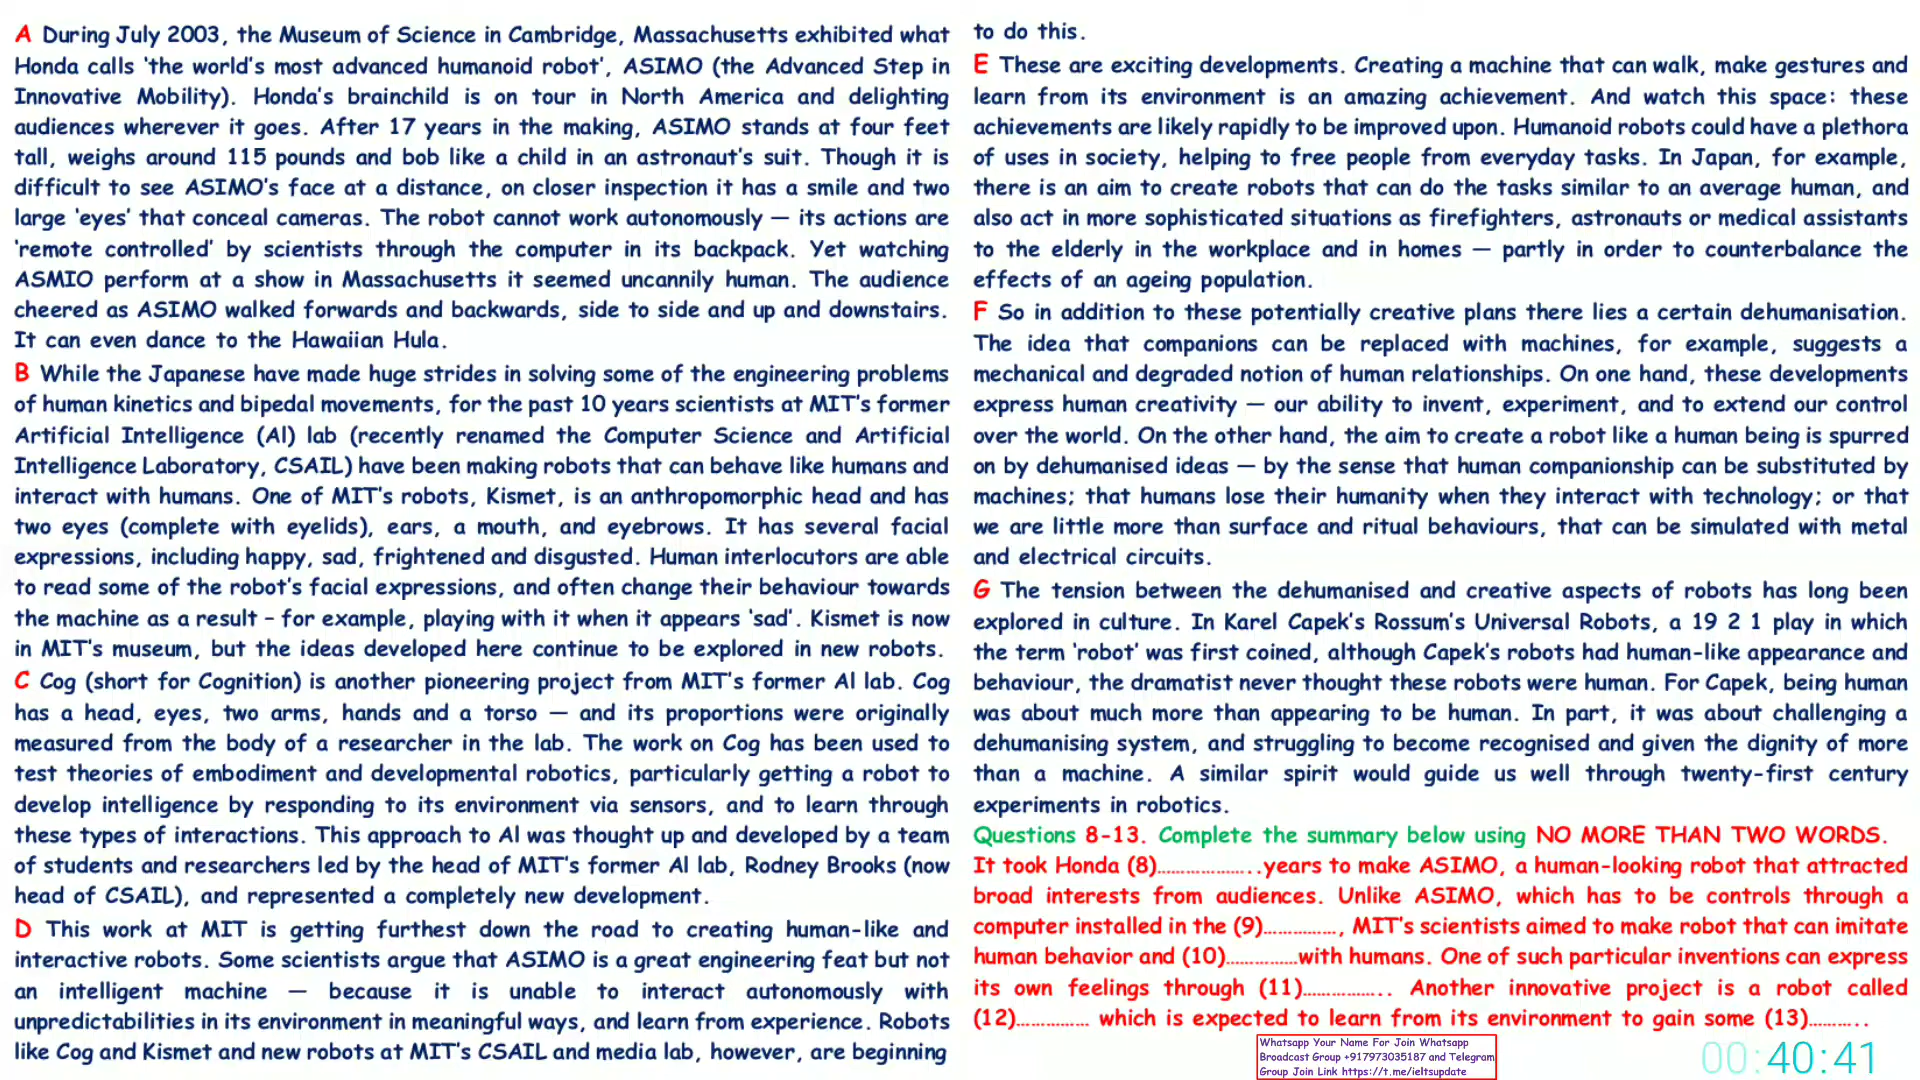 A During July 2003, the Museum of Science in Cambridge, Massachusetts exhibited what
Honda calls 'the world's most advanced humanoid robot', ASIMO (the Advanced Step in
Innovative Mobility). Honda's brainchild is on tour in North America and delighting
audiences wherever it goes. After 17 years in the making, ASIMO stands at four feet
tall, weighs around 115 pounds and bob like a child in an astronaut's suit. Though it is
difficult to see ASIMO's face at a distance, on closer inspection it has a smile and two
large 'eyes' that conceal cameras. The robot cannot work autonomously — its actions are
'remote controlled' by scientists through the computer in its backpack. Yet watching
ASMIO perform at a show in Massachusetts it seemed uncannily human. The audience
cheered as ASIMO walked forwards and backwards, side to side and up and downstairs.
It can even dance to the Hawaiian Hula.
B While the Japanese have made huge strides in solving some of the engineering problems
of human kinetics and bipedal movements, for the past 10 years scientists at MIT's former
Artificial Intelligence (Al) lab (recently renamed the Computer Science and Artificial
Intelligence Laboratory, CSAIL) have been making robots that can behave like humans and
interact with humans. One of MIT's robots, Kismet, is an anthropomorphic head and has
two eyes (complete with eyelids), ears, a mouth, and eyebrows. It has several facial
expressions, including happy, sad, frightened and disgusted. Human interlocutors are able
to read some of the robot's facial expressions, and often change their behaviour towards
the machine as a result – for example, playing with it when it appears 'sad'. Kismet is now
in MIT's museum, but the ideas developed here continue to be explored in new robots.
C Cog (short for Cognition) is another pioneering project from MIT's former Al lab. Cog
has a head, eyes, two arms, hands and a torso — and its proportions were originally
measured from the body of a researcher in the lab. The work on Cog has been used to
test theories of embodiment and developmental robotics, particularly getting a robot to
develop intelligence by responding to its environment via sensors, and to learn through
these types of interactions. This approach to Al was thought up and developed by a team
of students and researchers led by the head of MIT's former Al lab, Rodney Brooks (now
head of CSAIL), and represented a completely new development.
D This work at MIT is getting furthest down the road to creating human-like and
interactive robots. Some scientists argue that ASIMO is a great engineering feat but not
an intelligent machine — because it is unable to interact autonomously with
unpredictabilities in its environment in meaningful ways, and learn from experience. Robots
like Cog and Kismet and new robots at MIT's CSAIL and media lab, however, are beginning
to do this.
E These are exciting developments. Creating a machine that can walk, make gestures and
learn from its environment is an amazing achievement. And watch this space: these
achievements are likely rapidly to be improved upon. Humanoid robots could have a plethora
of uses in society, helping to free people from everyday tasks. In Japan, for example,
there is an aim to create robots that can do the tasks similar to an average human, and
also act in more sophisticated situations as firefighters, astronauts or medical assistants
to the elderly in the workplace and in homes — partly in order to counterbalance the
effects of an ageing population.
F So in addition to these potentially creative plans there lies a certain dehumanisation.
The idea that companions can be replaced with machines, for example, suggests a
mechanical and degraded notion of human relationships. On one hand, these developments
express human creativity — our ability to invent, experiment, and to extend our control
over the world. On the other hand, the aim to create a robot like a human being is spurred
on by dehumanised ideas — by the sense that human companionship can be substituted by
machines; that humans lose their humanity when they interact with technology; or that
we are little more than surface and ritual behaviours, that can be simulated with metal
and electrical circuits.
G The tension between the dehumanised and creative aspects of robots has long been
explored in culture. In Karel Capek's Rossum's Universal Robots, a 19 2 1 play in which
the term 'robot' was first coined, although Capek's robots had human-like appearance and
behaviour, the dramatist never thought these robots were human. For Capek, being human
was about much more than appearing to be human. In part, it was about challenging a
dehumanising system, and struggling to become recognised and given the dignity of more
than a machine. A similar spirit would guide us well through twenty-first century
experiments in robotics.
Questions 8-13. Complete the summary below using NO MORE THAN TWO WORDS.
It took Honda (8)......................years to make ASIMO, a human-looking robot that attracted
broad interests from audiences. Unlike ASIMO, which has to be controls through a
computer installed in the (9)..............., MIT's scientists aimed to make robot that can imitate
human behavior and (10)...............with humans. One of such particular inventions can express
its own feelings through (11)................. Another innovative project is a robot called
(12)............... which is expected to learn from its environment to gain some (13)...........
Whatsapp Your Name For Join Whatsapp
Broadcast Group +917973035187 and Telegram
Group Join Link https://t.me/ieltsupdate
00:40:41